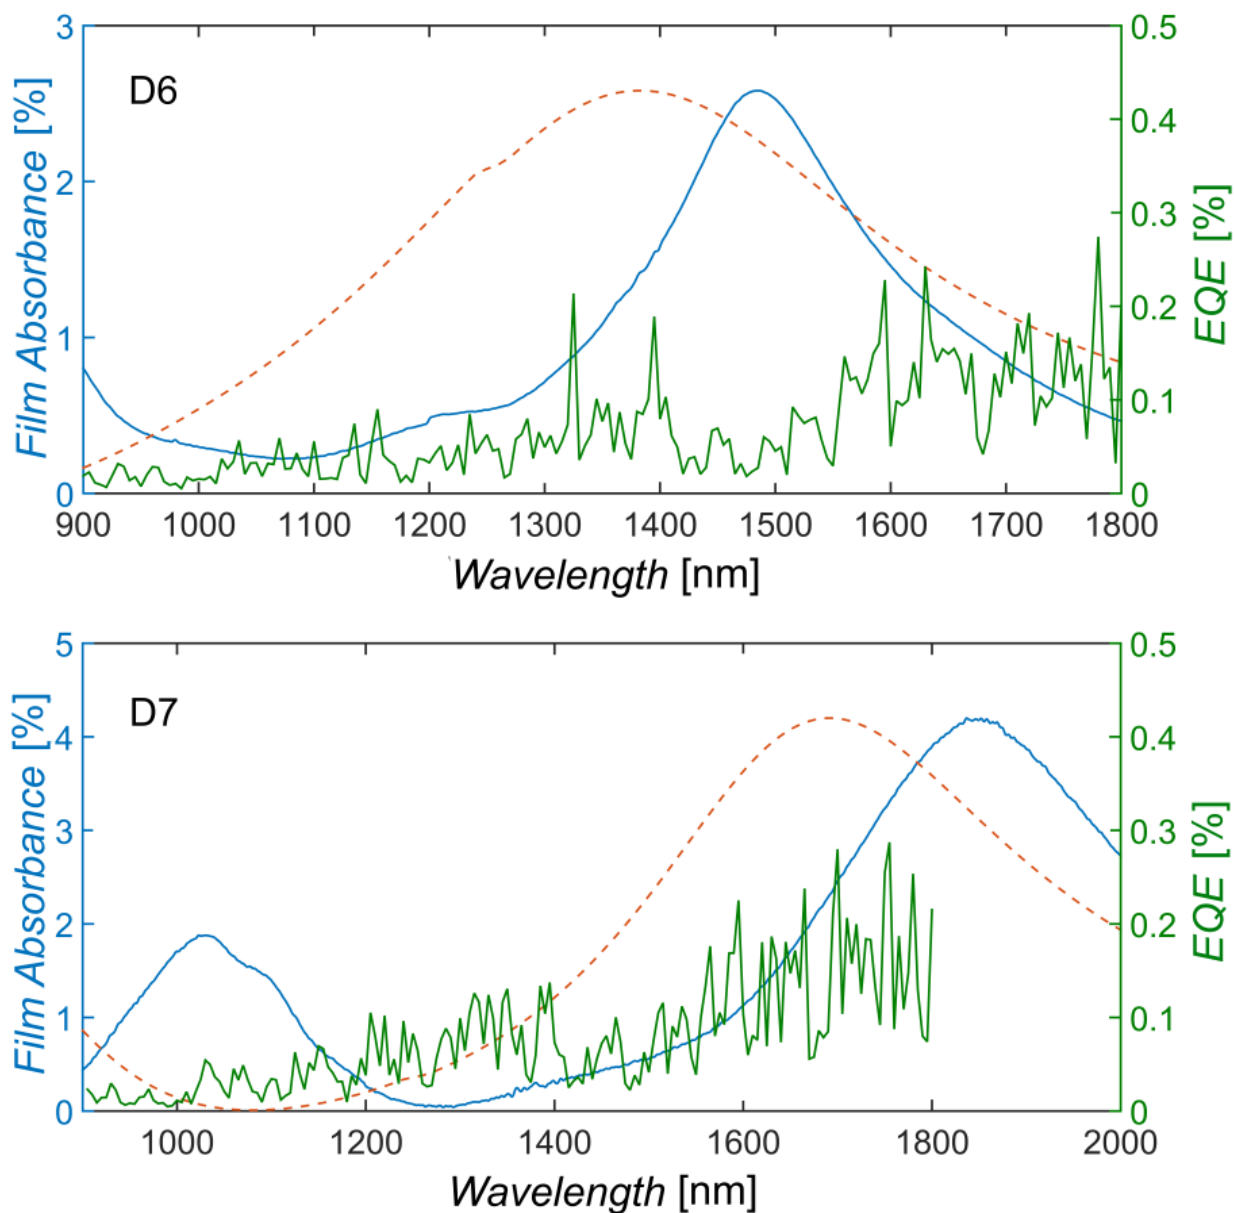 3
2
1
0
Film Absorbance [%]
D6
0.5
0.4
0.3
0.2
0.1
0
EQE [%]
900 1000 1100 1200 1300 1400 1500 1600 1700 1800
Wavelength [nm]
5
4
3
2
1
0
Film Absorbance [%]
D7
0.5
0.4
0.3
0.2
0.1
0
EQE [%]
1000 1200 1400 1600 1800 2000
Wavelength [nm]